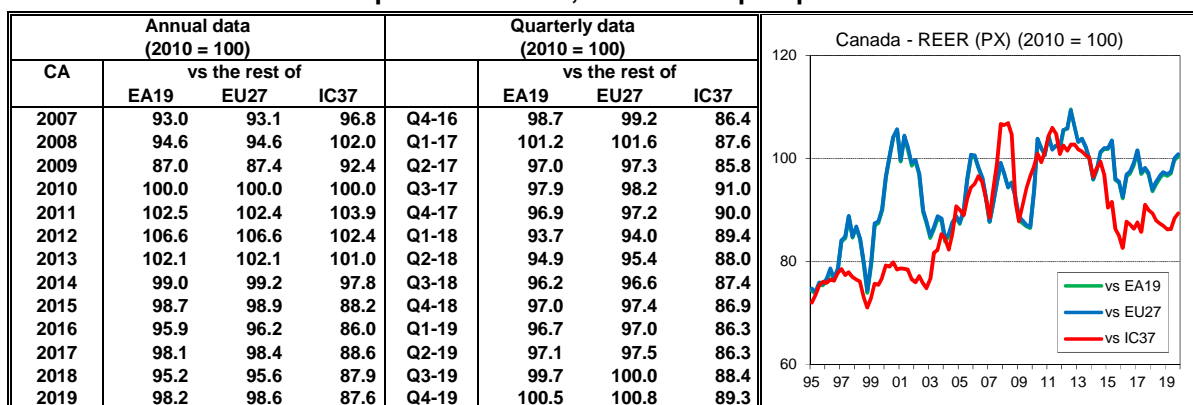 Annual data Quarterly data
(2010 = 100) (2010 = 100)
CA vs the rest of vs the rest of
EA19 EU27 IC37 EA19 EU27 IC37
2007 93.0 93.1 96.8 Q4-16 98.7 99.2 86.4
2008 94.6 94.6 102.0 Q1-17 101.2 101.6 87.6
2009 87.0 87.4 92.4 Q2-17 97.0 97.3 85.8
2010 100.0 100.0 100.0 Q3-17 97.9 98.2 91.0
2011 102.5 102.4 103.9 Q4-17 96.9 97.2 90.0
2012 106.6 106.6 102.4 Q1-18 93.7 94.0 89.4
2013 102.1 102.1 101.0 Q2-18 94.9 95.4 88.0
2014 99.0 99.2 97.8 Q3-18 96.2 96.6 87.4
2015 98.7 98.9 88.2 Q4-18 97.0 97.4 86.9
2016 95.9 96.2 86.0 Q1-19 96.7 97.0 86.3
2017 98.1 98.4 88.6 Q2-19 97.1 97.5 86.3
2018 95.2 95.6 87.9 Q3-19 99.7 100.0 88.4
2019 98.2 98.6 87.6 Q4-19 100.5 100.8 89.3
Canada - REER (PX) (2010 = 100)
120
100
80
60
vs EA19
vs EU27
vs IC37
95 97 99 01 03 05 07 09 11 13 15 17 19